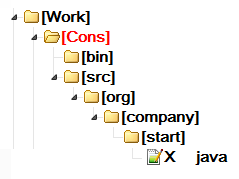 [Work]
[Cons]
[bin]
[src]
[org]
[company]
[start]
X java